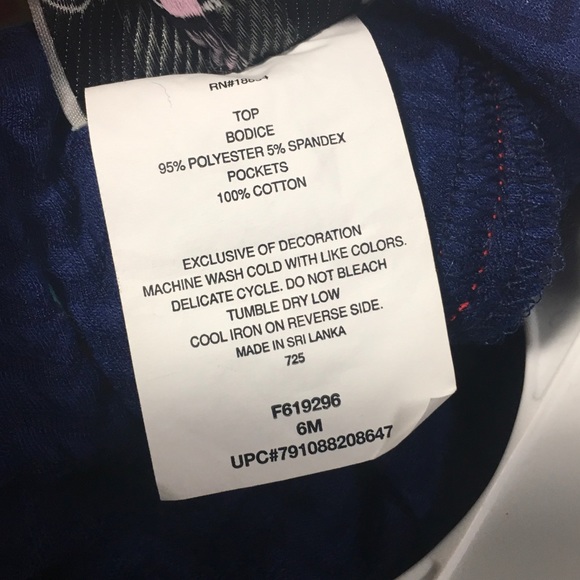 TOP
BODICE
95% POLYESTER 5% SPANDEX
POCKETS
100% COTTON
EXCLUSIVE OF DECORATION
MACHINE WASH COLD WITH LIKE COLORS.
DELICATE CYCLE. DO NOT BLEACH
TUMBLE DRY LOW
COOL IRON ON REVERSE SIDE.
MADE IN SRI LANKA
725
F619296
6M
UPC#791088208647